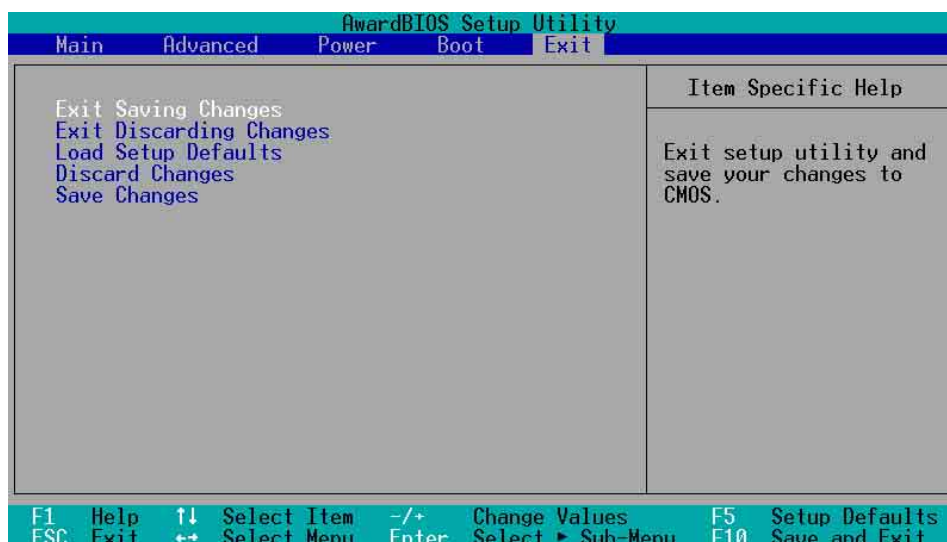 AwardBIOS Setup Utility
Main Advanced Power Boot Exit
Item Specific Help
Exit Saving Changes
Exit Discarding Changes
Load Setup Defaults
Discard Changes
Save Changes
Exit setup utility and
save your changes to
CMOS.
F1 Help ↑↓ Select Item -/+ Change Values F5 Setup Defaults
ESC Exit ←→ Select Menu Enter Select ► Sub-Menu F10 Save and Exit